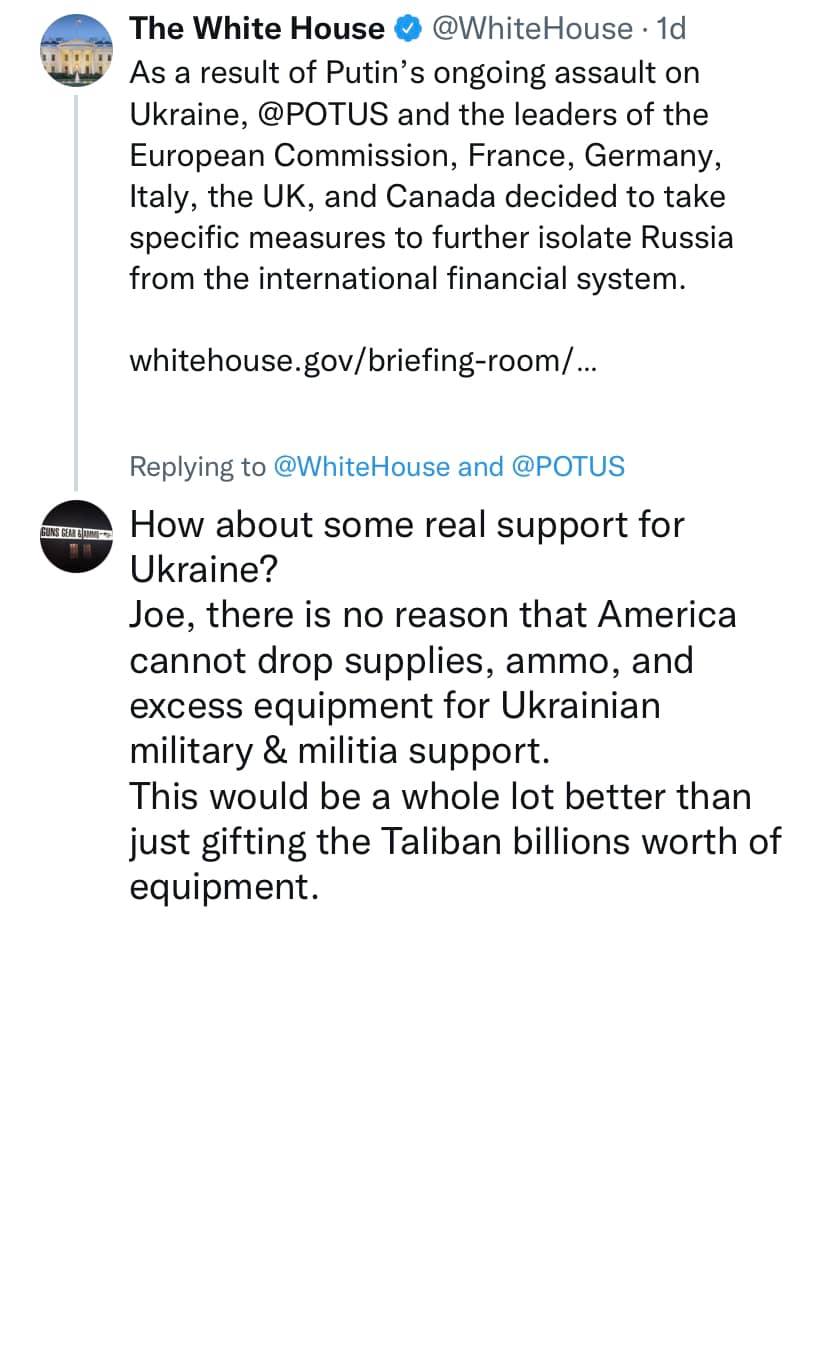 The White House @WhiteHouse · 1d
As a result of Putin’s ongoing assault on
Ukraine, @POTUS and the leaders of the
European Commission, France, Germany,
Italy, the UK, and Canada decided to take
specific measures to further isolate Russia
from the international financial system.
whitehouse.gov/briefing-room/...
Replying to @WhiteHouse and @POTUS
GUNS GEAR & AMMO
How about some real support for
Ukraine?
Joe, there is no reason that America
cannot drop supplies, ammo, and
excess equipment for Ukrainian
military & militia support.
This would be a whole lot better than
just gifting the Taliban billions worth of
equipment.